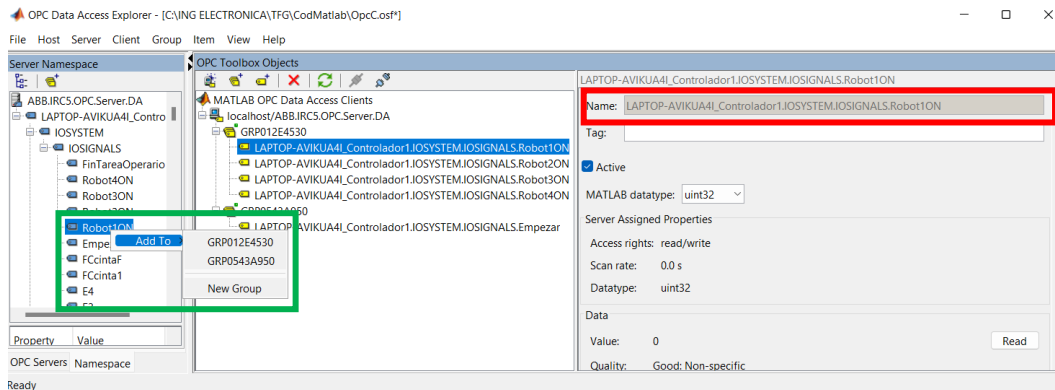 OPC Data Access Explorer - [C:\ING ELECTRONICA\TFG\CodMatlab\OpcC.osf*]
File Host Server Client Group Item View Help
Server Namespace
ABB.IRC5.OPC.Server.DA
LAPTOP-AVIKUA4I_Contro
IOSYSTEM
IOSIGNALS
FinTareaOperario
Robot4ON
Robot3ON
Robot1ON
Empe
FCcintaF
FCcinta1
E4
Add To
GRP012E4530
GRP0543A950
New Group
Property Value
OPC Servers Namespace
Ready
OPC Toolbox Objects
MATLAB OPC Data Access Clients
localhost/ABB.IRC5.OPC.Server.DA
GRP012E4530
LAPTOP-AVIKUA4I_Controlador1.IOSYSTEM.IOSIGNALS.Robot1ON
LAPTOP-AVIKUA4I_Controlador1.IOSYSTEM.IOSIGNALS.Robot2ON
LAPTOP-AVIKUA4I_Controlador1.IOSYSTEM.IOSIGNALS.Robot3ON
LAPTOP-AVIKUA4I_Controlador1.IOSYSTEM.IOSIGNALS.Robot4ON
GRP0543A950
LAPTOP-AVIKUA4I_Controlador1.IOSYSTEM.IOSIGNALS.Empezar
LAPTOP-AVIKUA4I_Controlador1.IOSYSTEM.IOSIGNALS.Robot1ON
Name: LAPTOP-AVIKUA4I_Controlador1.IOSYSTEM.IOSIGNALS.Robot1ON
Tag:
Active
MATLAB datatype: uint32
Server Assigned Properties
Access rights: read/write
Scan rate: 0.0 s
Datatype: uint32
Data
Value: 0 Read
Quality: Good: Non-specific